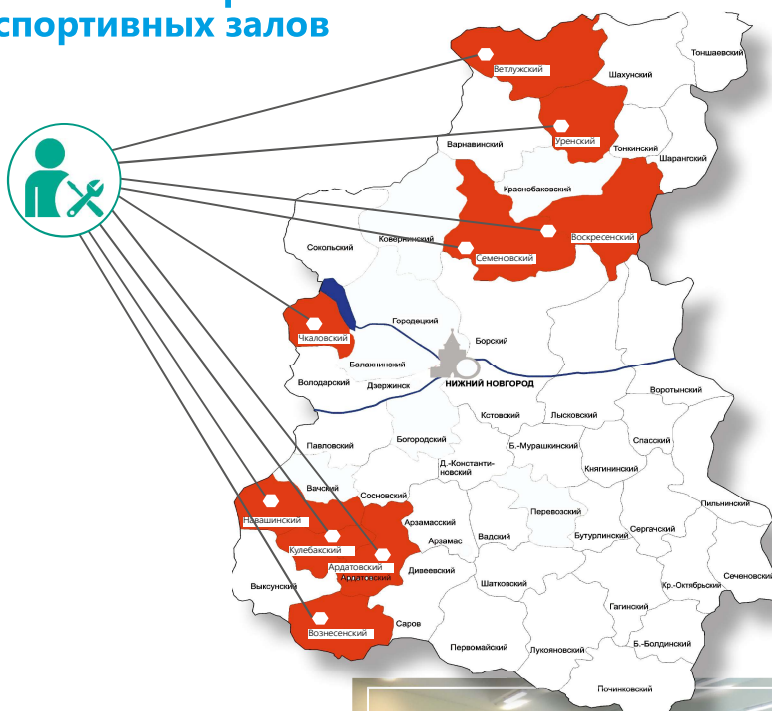 спортивных залов
Ветлужский
Тоншаевский
Шахунский
Уренский
Варнавинский
Тонкинский
Шарангский
Краснобаковский
Воскресенский
Ковернинский
Сокольский
Семеновский
Городецкий
Чкаловский
Борский
Балахнинский
Володарский
Дзержинск
НИЖНИЙ НОВГОРОД
Воротынский
Кстовский
Лысковский
Павловский
Богородский
Б.-Мурашкинский
Спасский
Д.-Константи-
новский
Княгининский
Вачский
Сосновский
Навашинский
Арзамасский
Перевозский
Пильнинский
Кулебакский
Арзамас
Вадский
Бутурлинский
Сергачский
Ардатовский
Ардатовский
Дивеевский
Выксунский
Шатковский
Кр.-Октябрьский
Сеченовский
Гагинский
Вознесенский
Саров
Первомайский
Лукояновский
Б.-Болдинский
Починковский